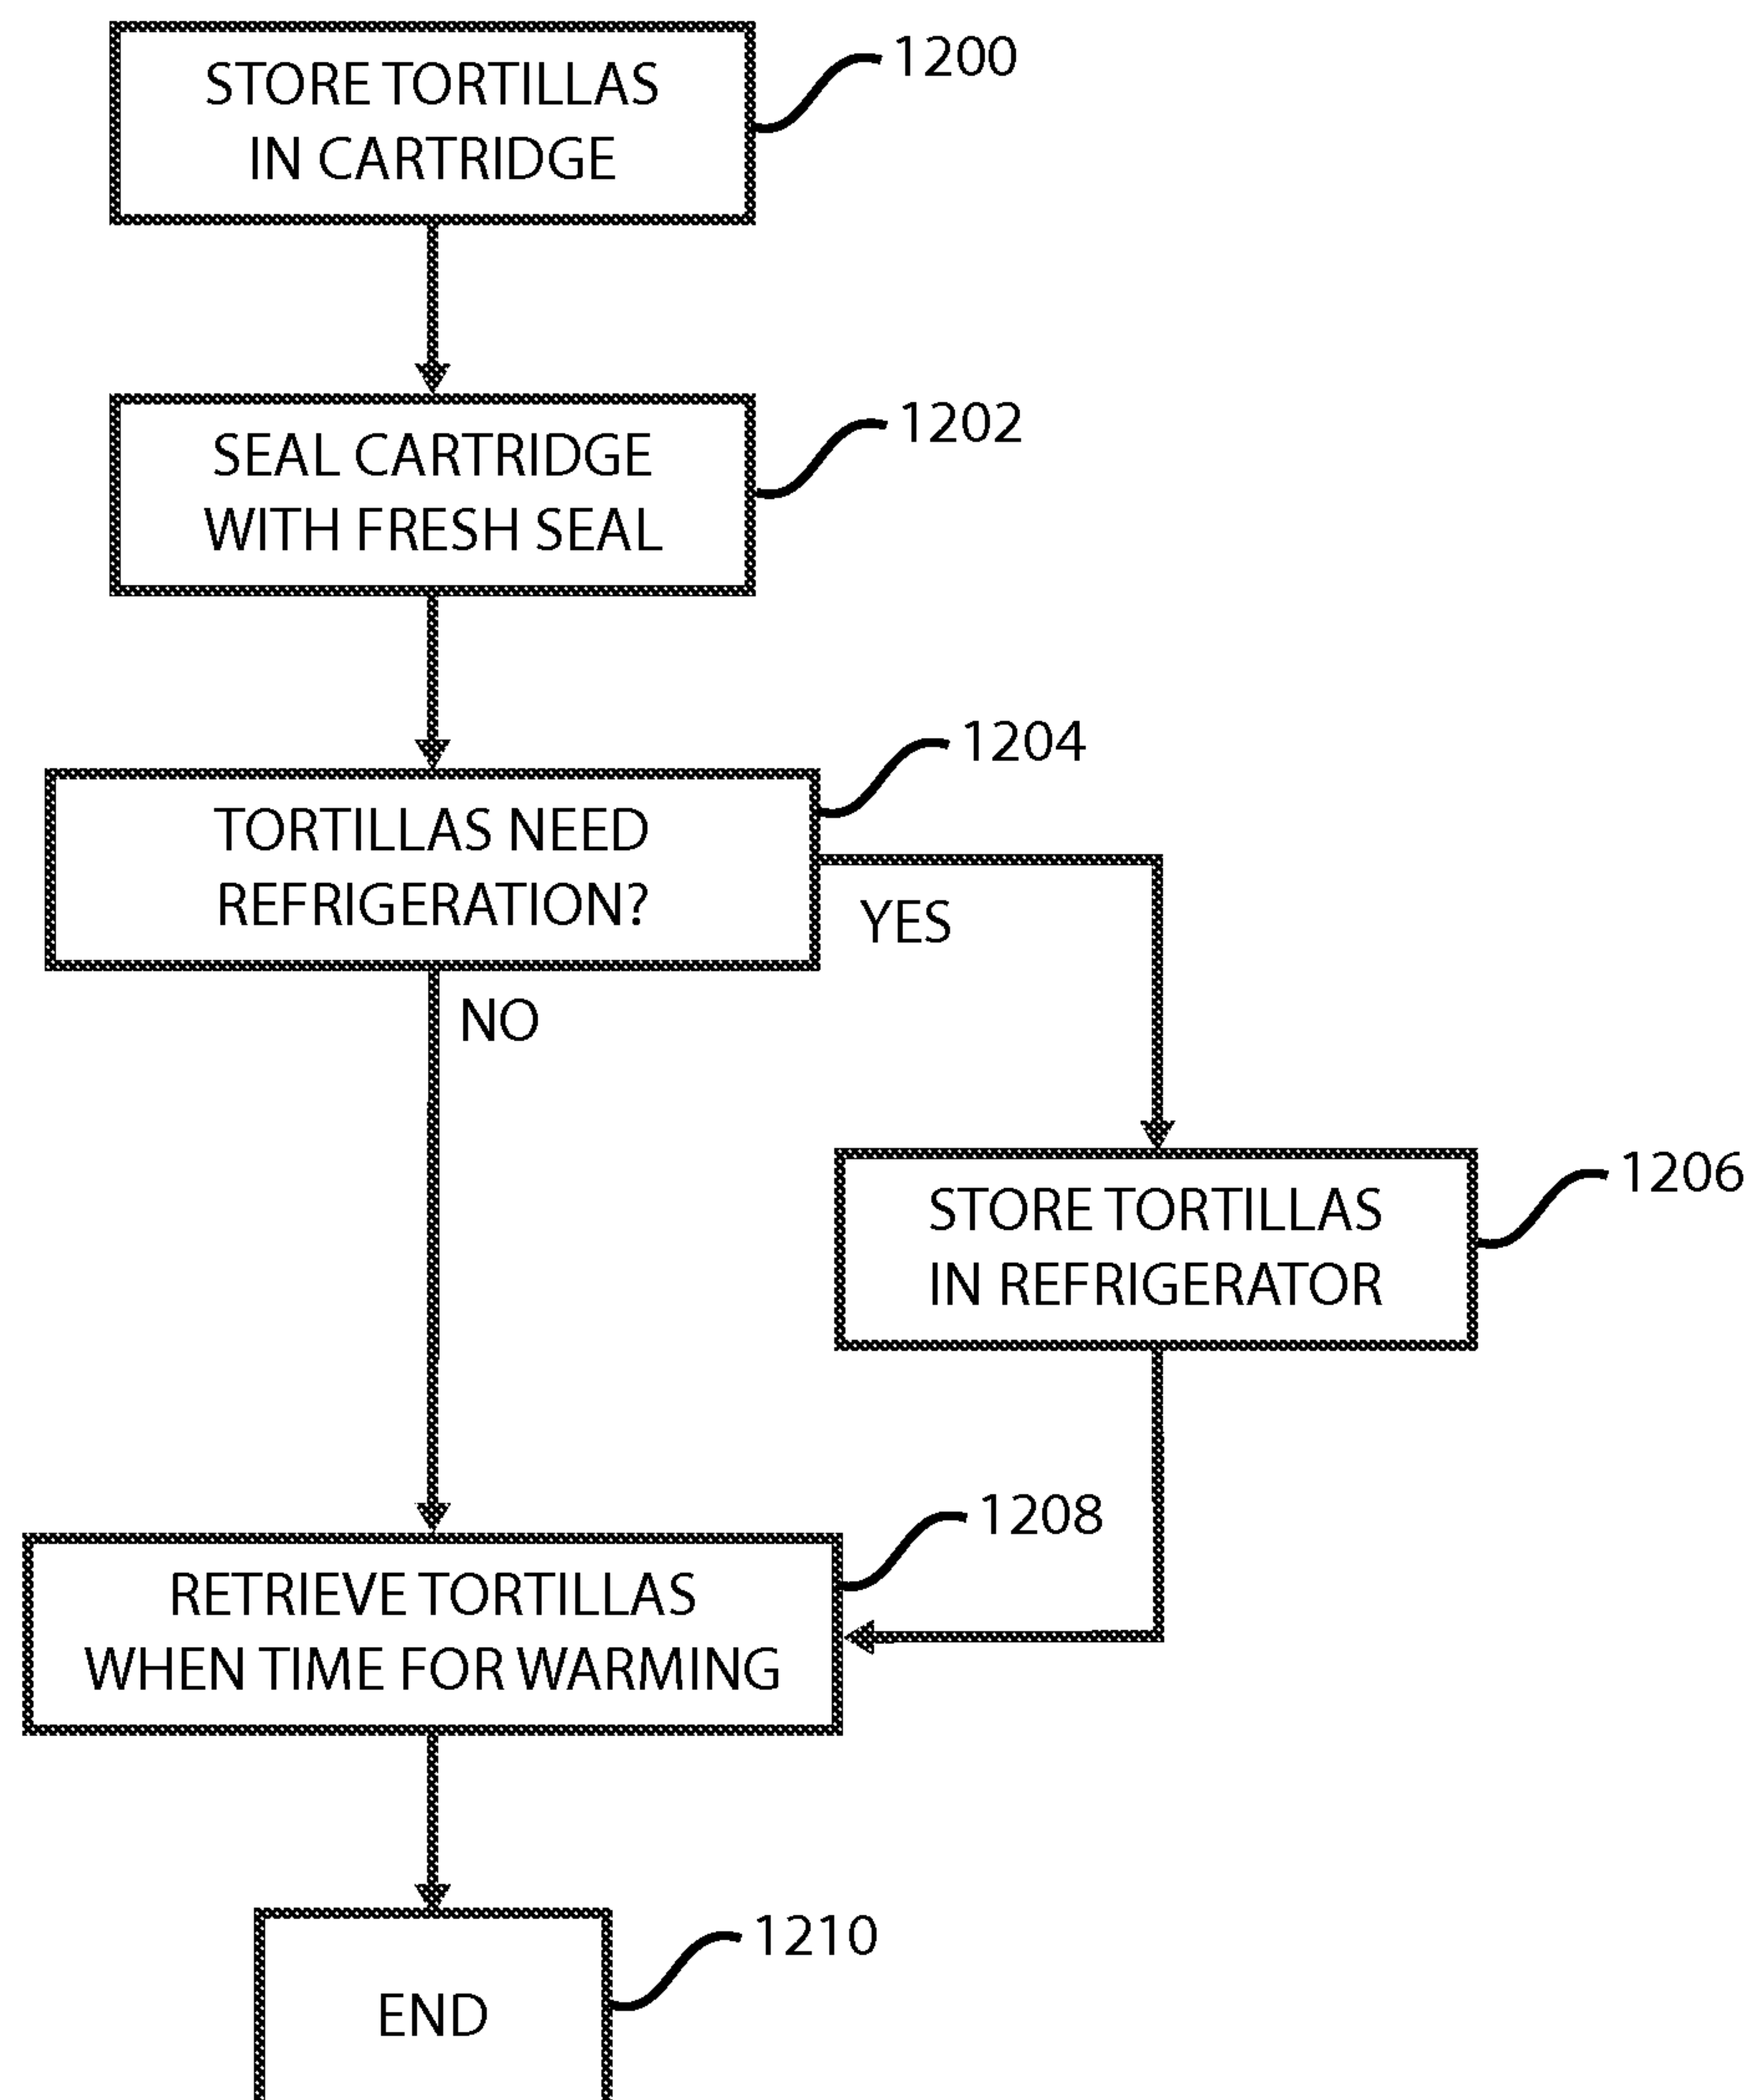 STORE TORTILLAS
IN CARTRIDGE
1200
SEAL CARTRIDGE
WITH FRESH SEAL
1202
TORTILLAS NEED
REFRIGERATION?
1204
YES
NO
STORE TORTILLAS
IN REFRIGERATOR
1206
RETRIEVE TORTILLAS
WHEN TIME FOR WARMING
1208
END
1210